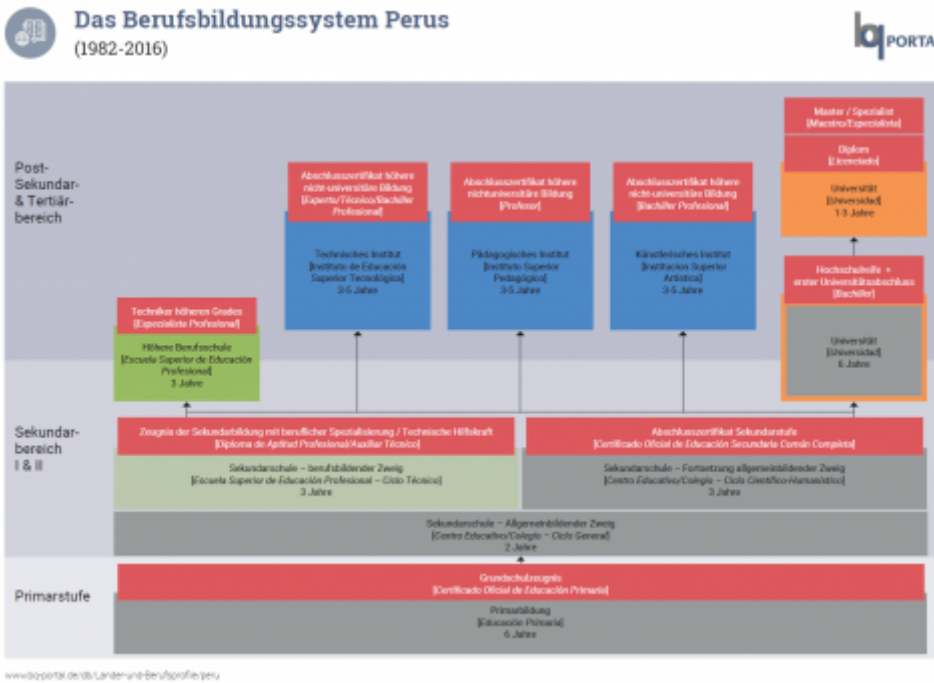 Das Berufsbildungssystem Perus
(1982-2016)
bq PORTA
Post-
Sekundar-
& Tertiär-
bereich
Master / Spezialist
[Maestro/Especialista]
Diplom
[Licenciado]
Universität
[Universidad]
1-3 Jahre
Abschlusszertifikat höhere
nicht-universitäre Bildung
[Experto/Técnico/Bachiller
Profesional]
Technisches Institut
[Instituto de Educación
Superior Tecnológica]
3-5 Jahre
Abschlusszertifikat höhere
nichtuniversitäre Bildung
[Profesor]
Pädagogisches Institut
[Instituto Superior
Pedagógico]
3-5 Jahre
Abschlusszertifikat höhere
nicht-universitäre Bildung
[Bachiller Profesional]
Künstlerisches Institut
[Institucion Superior
Artística]
3-5 Jahre
Hochschulreife +
erster Universitätsabschluss
[Bachiller]
Universität
[Universidad]
6 Jahre
Techniker höheren Grades
[Especialista Profesional]
Höhere Berufsschule
[Escuela Superior de Educación
Profesional]
3 Jahre
Sekundar-
bereich
I & II
Zeugnis der Sekundarbildung mit beruflicher Spezialisierung / Technische Hilfskraft
[Diploma de Aptitud Profesional/Auxiliar Técnico]
Sekundarschule – berufsbildender Zweig
[Escuela Superior de Educación Profesional – Ciclo Técnico]
3 Jahre
Abschlusszertifikat Sekundarstufe
[Certificado Oficial de Educación Secundaria Común Completa]
Sekundarschule – Fortsetzung allgemeinbildender Zweig
[Centro Educativo/Colegio – Ciclo Científico-Humanístico]
3 Jahre
Sekundarschule – Allgemeinbildender Zweig
[Centro Educativo/Colegio – Ciclo General]
2 Jahre
Primarstufe
Grundschulzeugnis
[Certificado Oficial de Educación Primaria]
Primarbildung
[Educación Primaria]
6 Jahre
www.bq-portal.de/db/Länder-und-Berufsprofile/peru